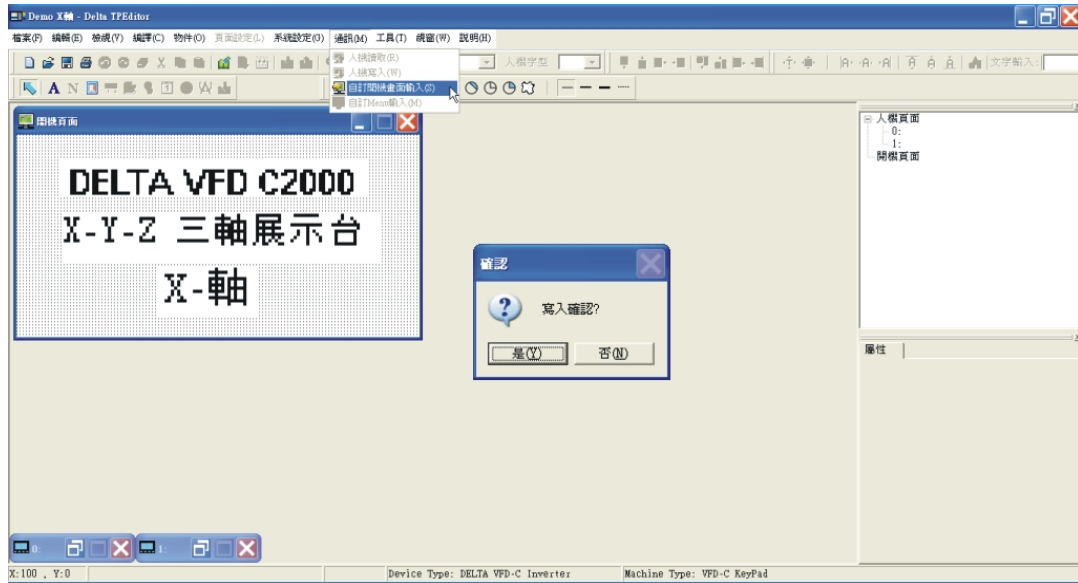 Demo X軸 - Delta TPEditor
檔案(F) 編輯(E) 檢視(V) 編譯(C) 物件(O) 頁面設定(L) 系統設定(O) 通訊(M) 工具(T) 視窗(W) 說明(H)
人機讀取(R)
人機寫入(W)
自訂開機畫面輸入(S)
自訂Menu輸入(M)
人機字型
文字輸入:
開機頁面
DELTA VFD C2000
X-Y-Z 三軸展示台
X-軸
確認
寫入確認?
是(Y) 否(N)
人機頁面
0:
1:
開機頁面
屬性
0: 1:
X:100 , Y:0 Device Type: DELTA VFD-C Inverter Machine Type: VFD-C KeyPad